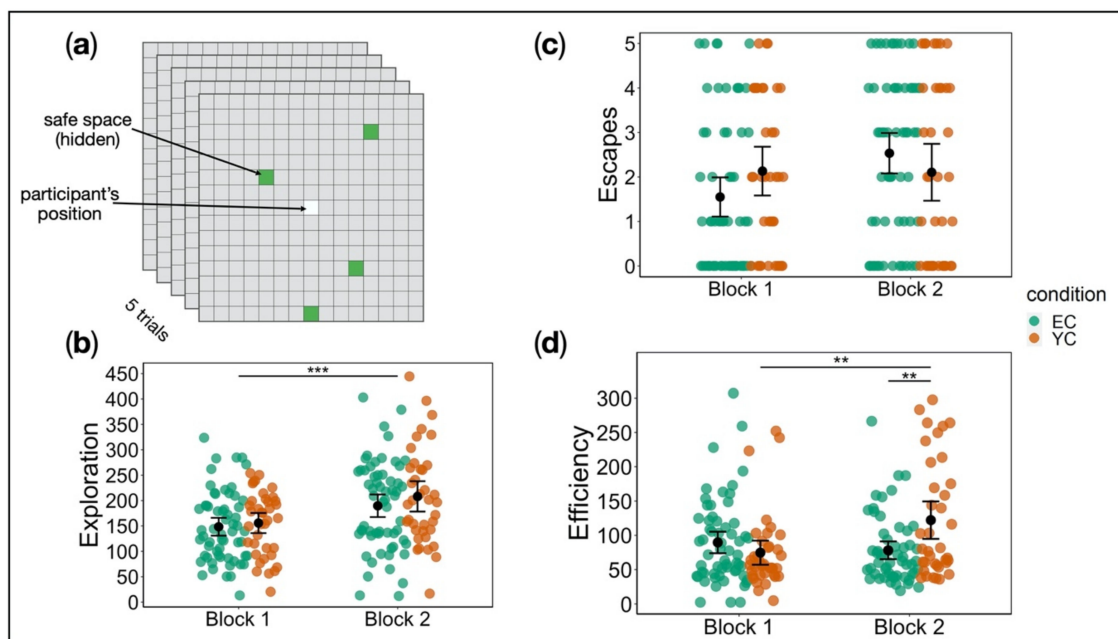 (a)
safe space
(hidden)
participant's
position
5 trials
(b)
Exploration
450
400
350
300
250
200
150
100
50
0
***
Block 1
Block 2
(c)
Escapes
5
4
3
2
1
0
Block 1
Block 2
condition
EC
YC
(d)
Efficiency
300
250
200
150
100
50
0
**
**
Block 1
Block 2